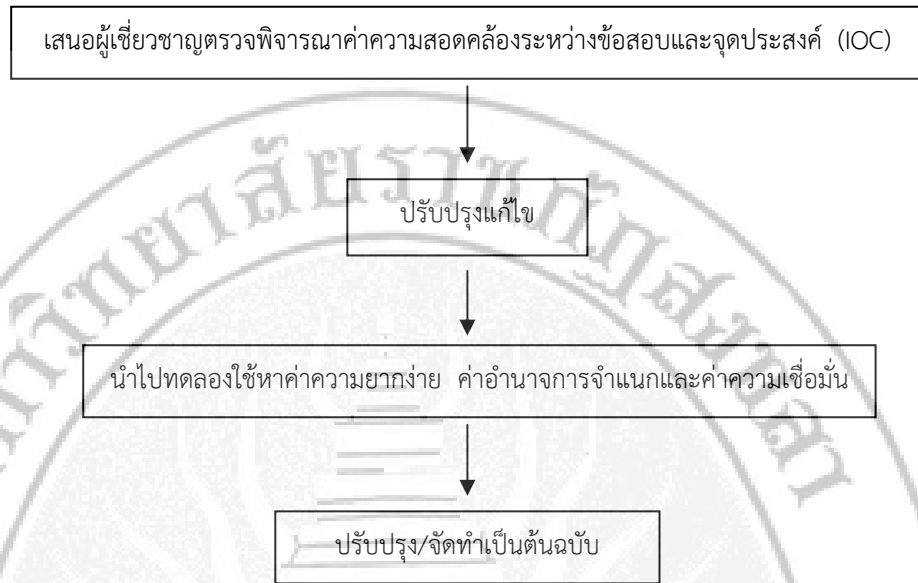 เสนอผู้เชี่ยวชาญตรวจพิจารณาค่าความสอดคล้องระหว่างข้อสอบและจุดประสงค์ (IOC)
ปรับปรุงแก้ไข
นำไปทดลองใช้หาค่าความยากง่าย ค่าอำนาจการจำแนกและค่าความเชื่อมั่น
ปรับปรุง/จัดทำเป็นต้นฉบับ